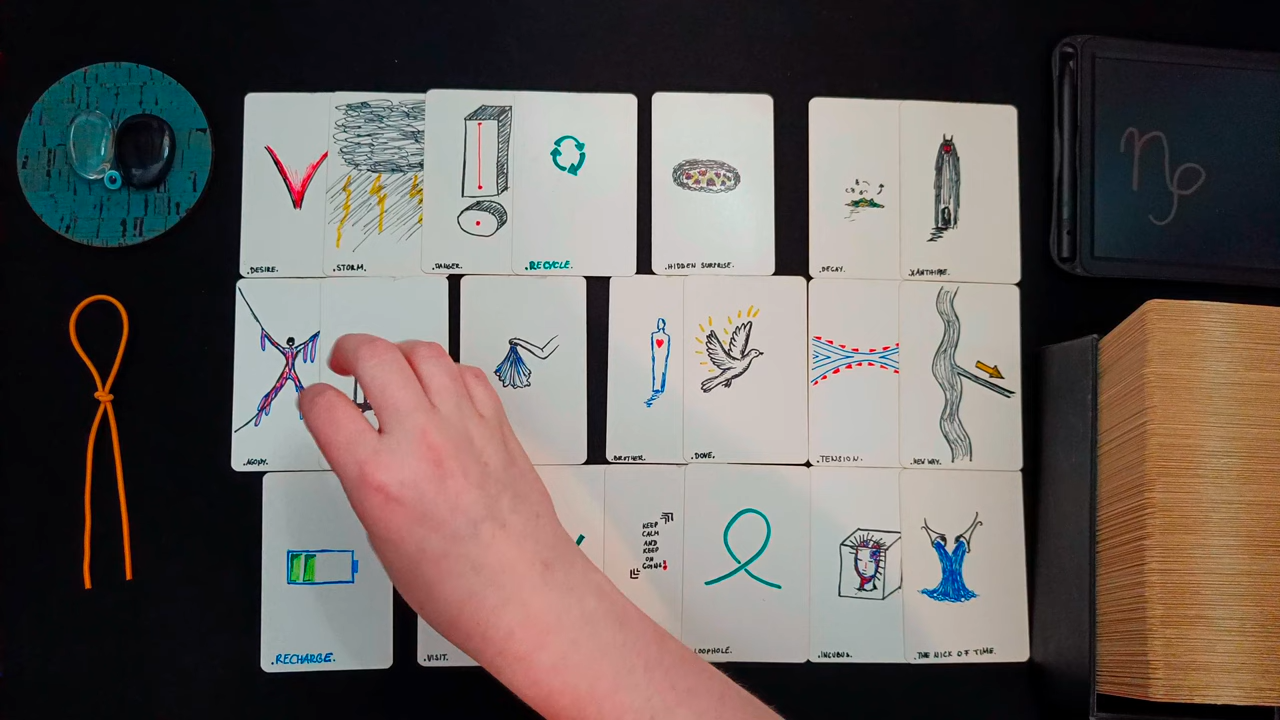 .DESIRE.
.STORM.
.DANGER.
.RECYCLE.
.HIDDEN SURPRISE.
.DECAY.
.XANTHIPPE.
.AGONY.
.BROTHER.
.DOVE.
.TENSION.
.NEW WAY.
KEEP
CALM
AND
KEEP
ON
GOING!
.RECHARGE.
.VISIT.
LOOPHOLE.
.INCUBUS.
.THE NICK OF TIME.